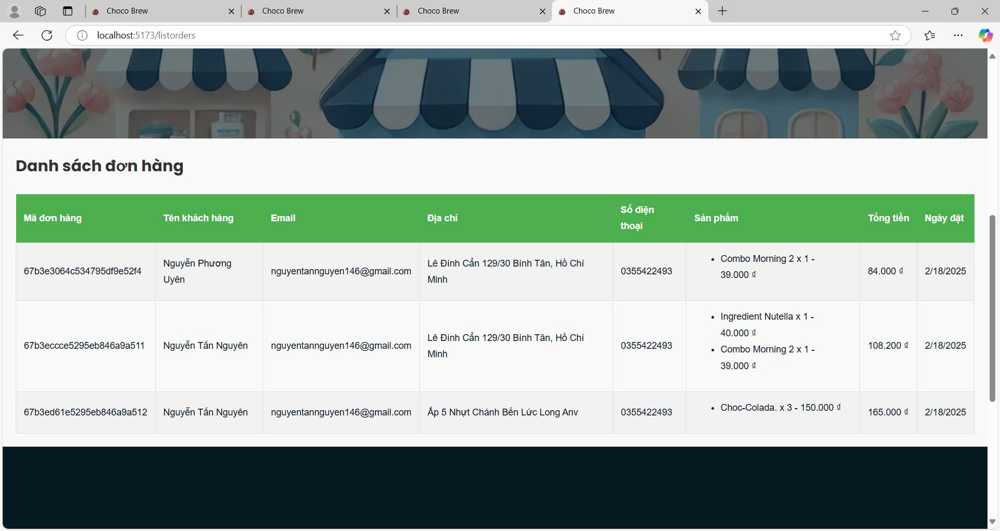 Choco Brew
Choco Brew
Choco Brew
Choco Brew
localhost:5173/listorders
Danh sách đơn hàng
Mã đơn hàng
Tên khách hàng
Email
Địa chỉ
Số điện
thoại
Sản phẩm
Tổng tiền
Ngày đặt
67b3e3064c534795df9e52f4
Nguyễn Phương
Uyên
nguyentannguyen146@gmail.com
Lê Đình Cẩn 129/30 Bình Tân, Hồ Chí
Minh
0355422493
• Combo Morning 2 x 1 -
39.000 ₫
84.000 ₫
2/18/2025
67b3eccce5295eb846a9a511
Nguyễn Tấn Nguyên
nguyentannguyen146@gmail.com
Lê Đình Cẩn 129/30 Bình Tân, Hồ Chí
Minh
0355422493
• Ingredient Nutella x 1 -
40.000 ₫
• Combo Morning 2 x 1 -
39.000 ₫
108.200 ₫
2/18/2025
67b3ed61e5295eb846a9a512
Nguyễn Tấn Nguyên
nguyentannguyen146@gmail.com
Ấp 5 Nhựt Chánh Bến Lức Long Anv
0355422493
• Choc-Colada. x 3 - 150.000 ₫
165.000 ₫
2/18/2025